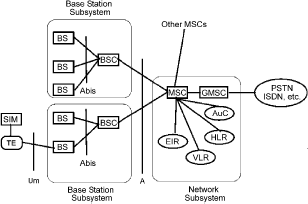 Base Station
Subsystem
Other MSCs
BS
BS
BSC
BS
Abis
MSC
GMSC
PSTN
ISDN, etc.
SIM
BS
AuC
BSC
TE
BS
Abis
EIR
HLR
VLR
Um
Base Station
Subsystem
A
Network
Subsystem